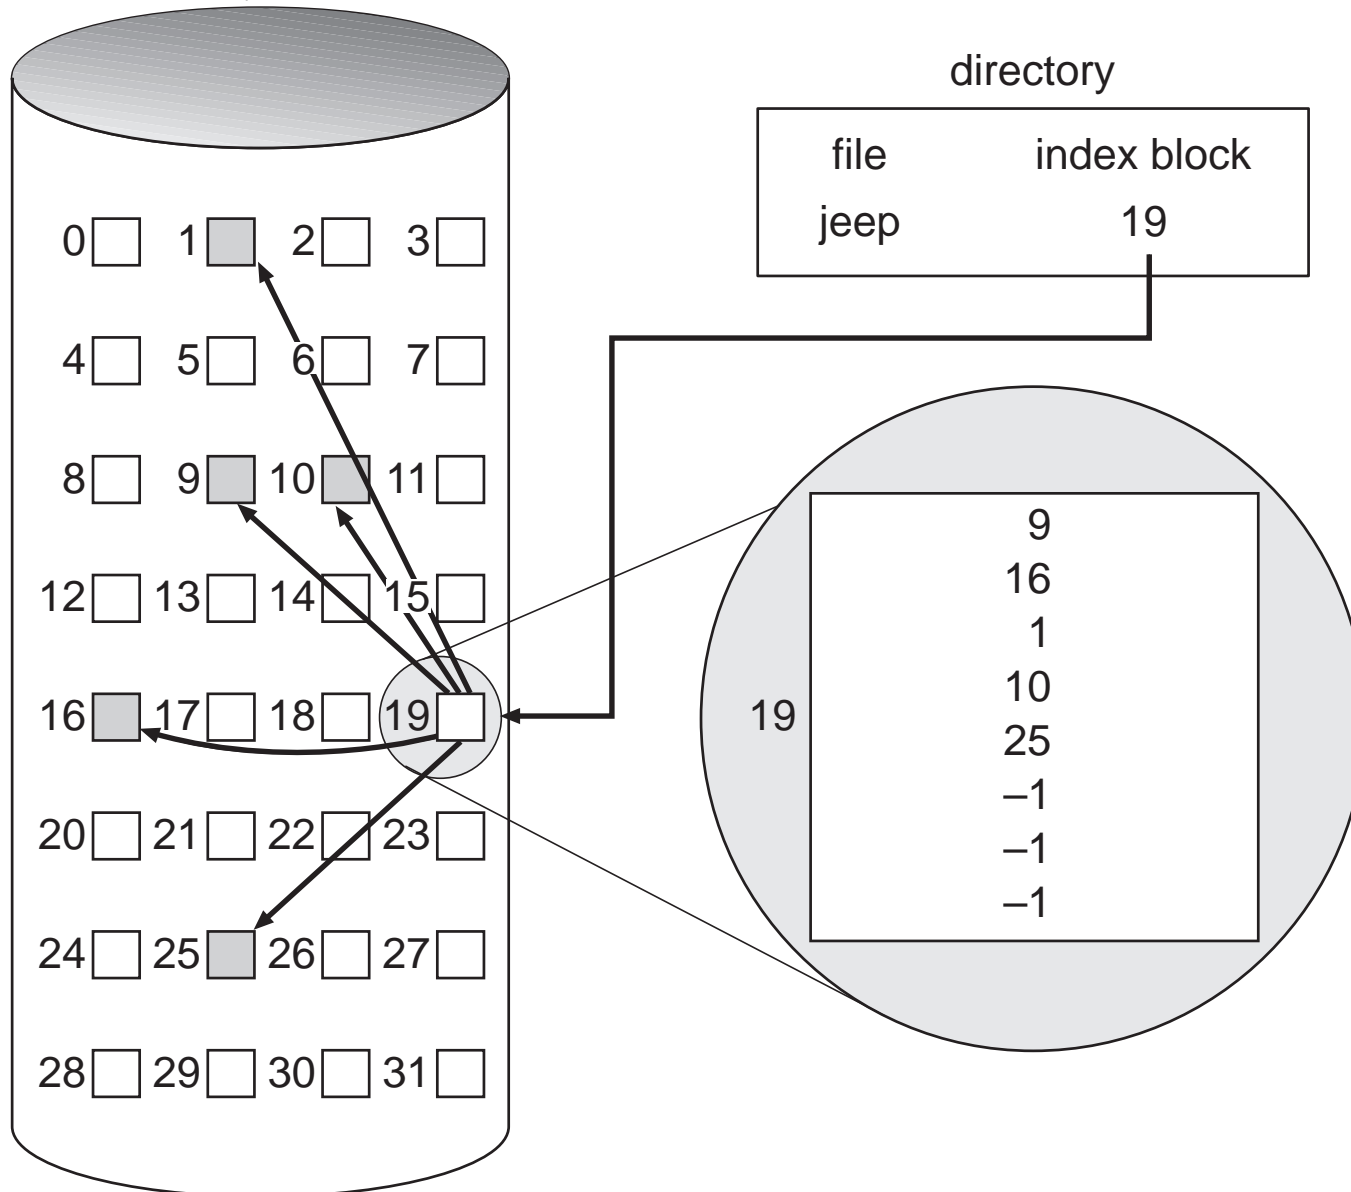 directory
file index block
jeep 19
0 1 2 3
4 5 6 7
8 9 10 11
12 13 14 15
16 17 18 19
20 21 22 23
24 25 26 27
28 29 30 31
19
9
16
1
10
25
–1
–1
–1